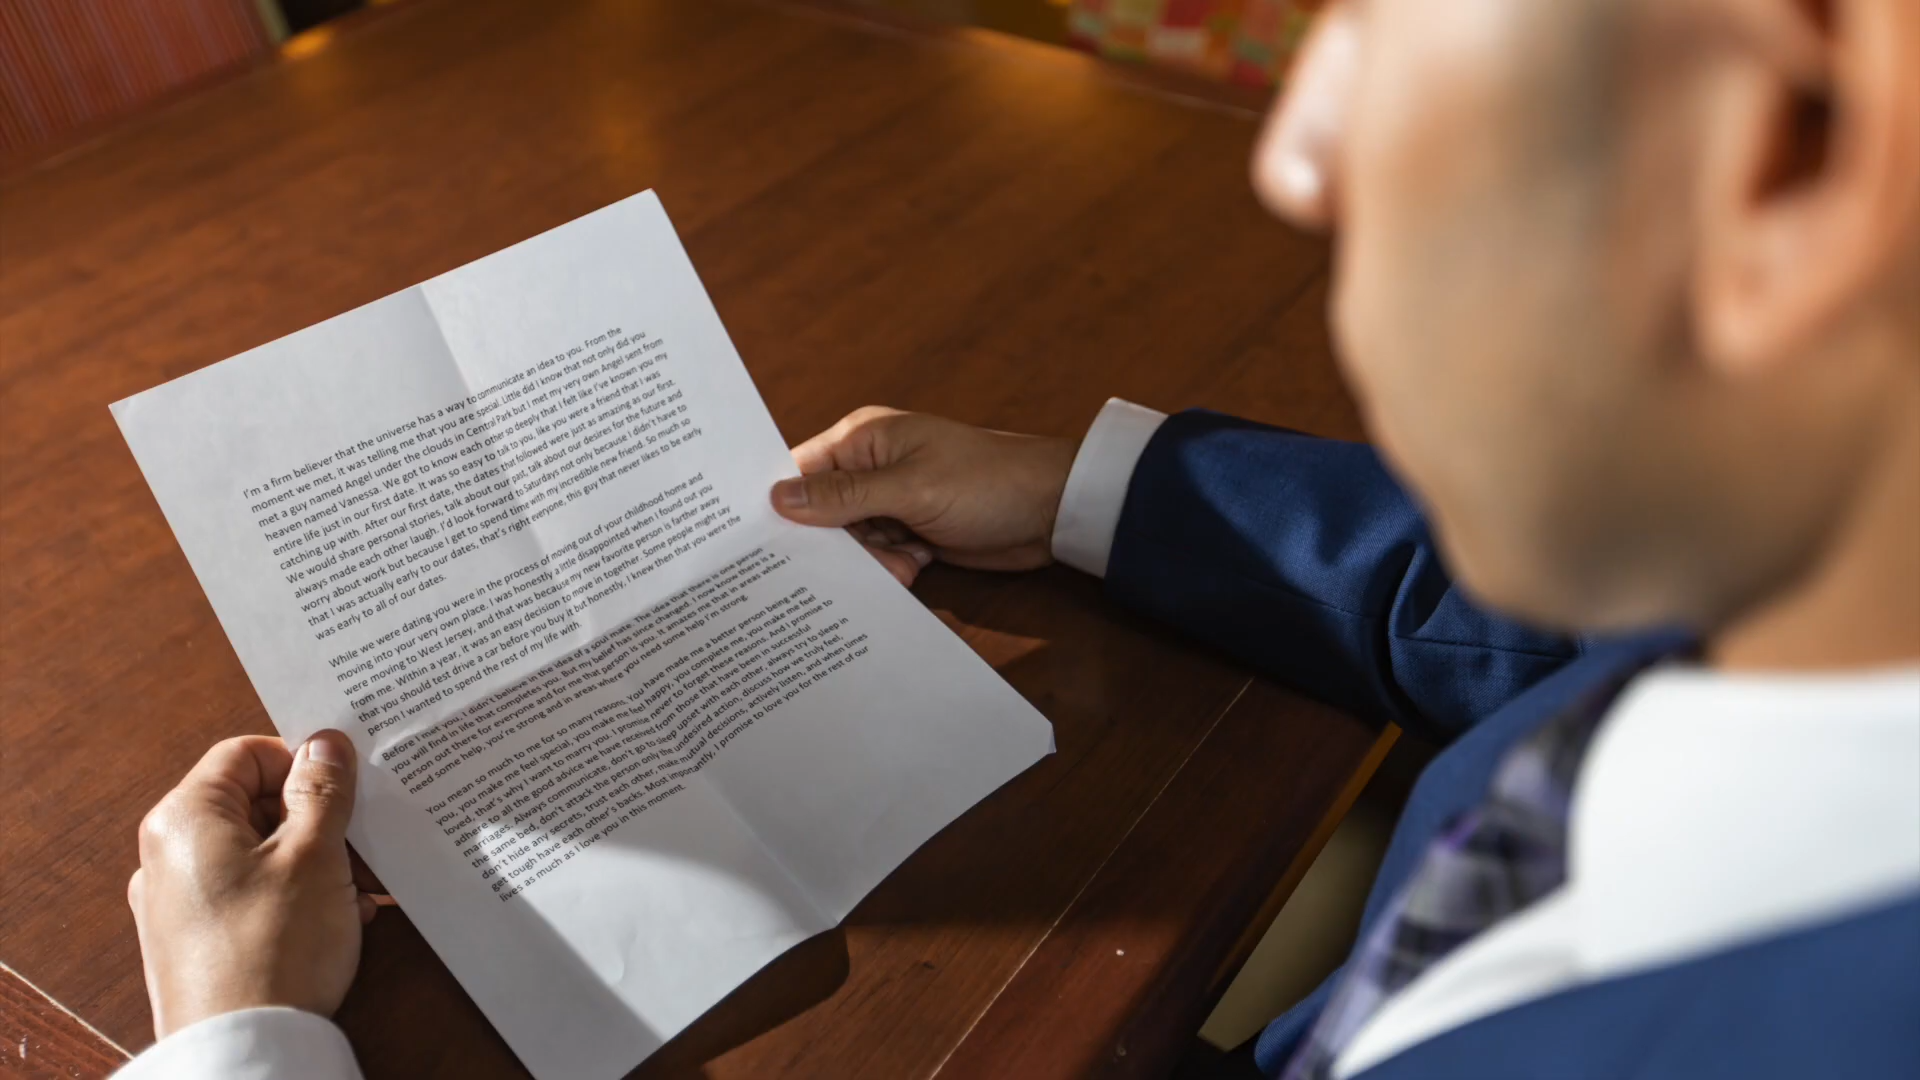 I'm a firm believer that the universe has a way to communicate an idea to you. From the
moment we met, it was telling me that you are special. Little did I know that not only did you
met a guy named Angel under the clouds in Central Park but I met my very own Angel sent from
heaven named Vanessa. We got to know each other so deeply that I felt like I've known you my
entire life just in our first date. It was so easy to talk to you, like you were a friend that I was
catching up with. After our first date, the dates that followed were just as amazing as our first.
We would share personal stories, talk about our past, talk about our desires for the future and
always made each other laugh. I'd look forward to Saturdays not only because I didn't have to
worry about work but because I get to spend time with my incredible new friend. So much so
that I was actually early to our dates, that's right everyone, this guy that never likes to be early
was early to all of our dates.
While we were dating you were in the process of moving out of your childhood home and
moving into your very own place. I was honestly a little disappointed when I found out you
were moving to West Jersey, and that was because my new favorite person is farther away
from me. Within a year, it was an easy decision to move in together. Some people might say
that you should test drive a car before you buy it but honestly, I knew then that you were the
person I wanted to spend the rest of my life with.
Before I met you, I didn't believe in the idea of a soul mate. The idea that there is one person
you will find in life that completes you. But my belief has since changed. I now know there is a
person out there for everyone and for me that person is you. It amazes me that in areas where I
need some help, you're strong and in areas where you need some help I'm strong.
You mean so much to me for so many reasons. You have made me a better person being with
you, you make me feel special, you make me feel happy, you complete me, you make me feel
loved, that's why I want to marry you. I promise never to forget these reasons. And I promise to
adhere to all the good advice we have received from those that have been in successful
marriages. Always communicate, don't go to sleep upset with each other, always try to sleep in
the same bed, don't attack the person only the undesired action, discuss how we truly feel,
don't hide any secrets, trust each other, make mutual decisions, actively listen, and when times
get tough have each other's backs. Most importantly, I promise to love you for the rest of our
lives as much as I love you in this moment.